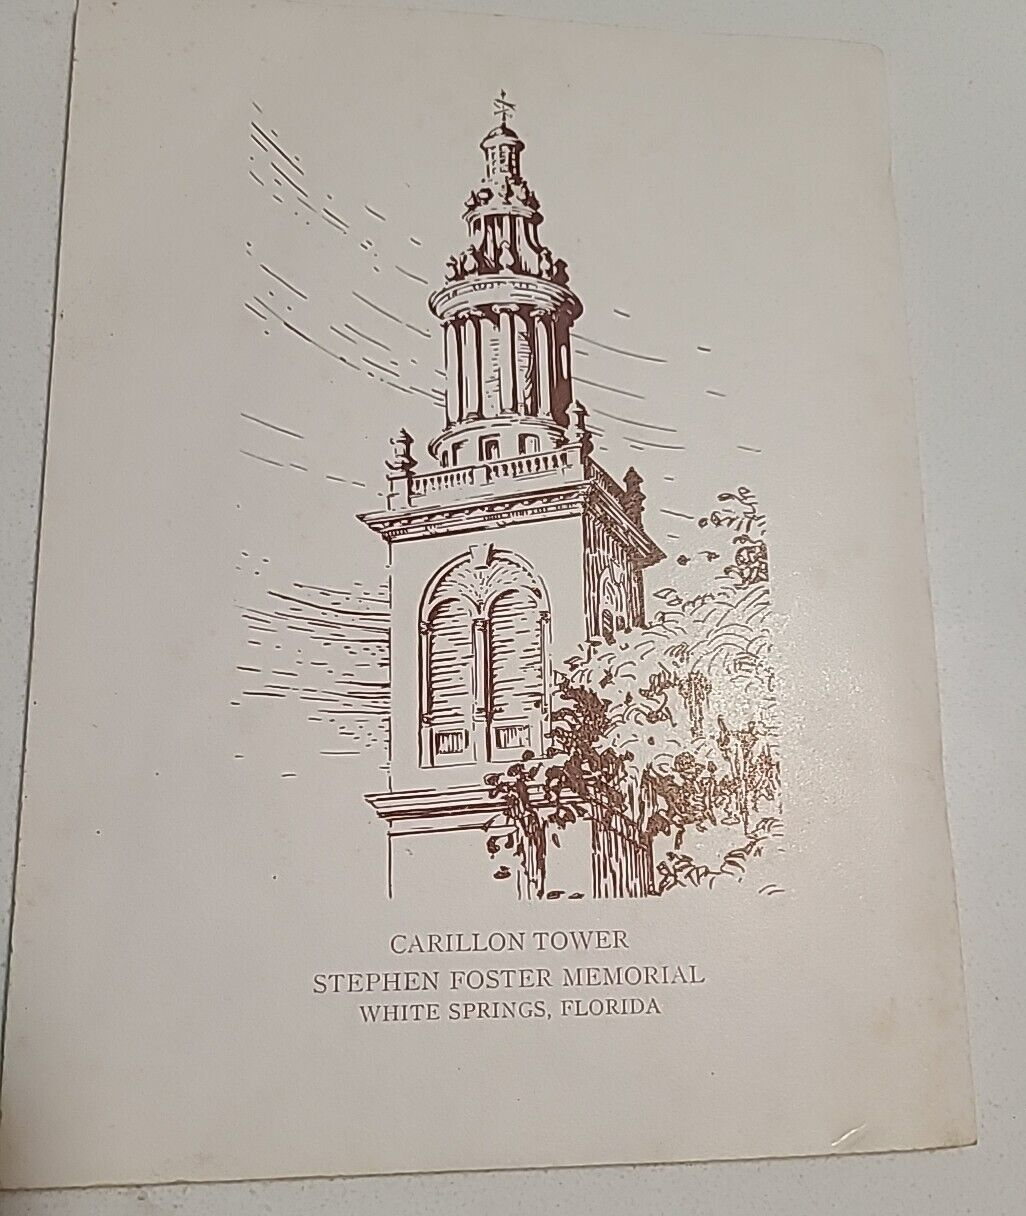 CARILLON TOWER
STEPHEN FOSTER MEMORIAL
WHITE SPRINGS, FLORIDA